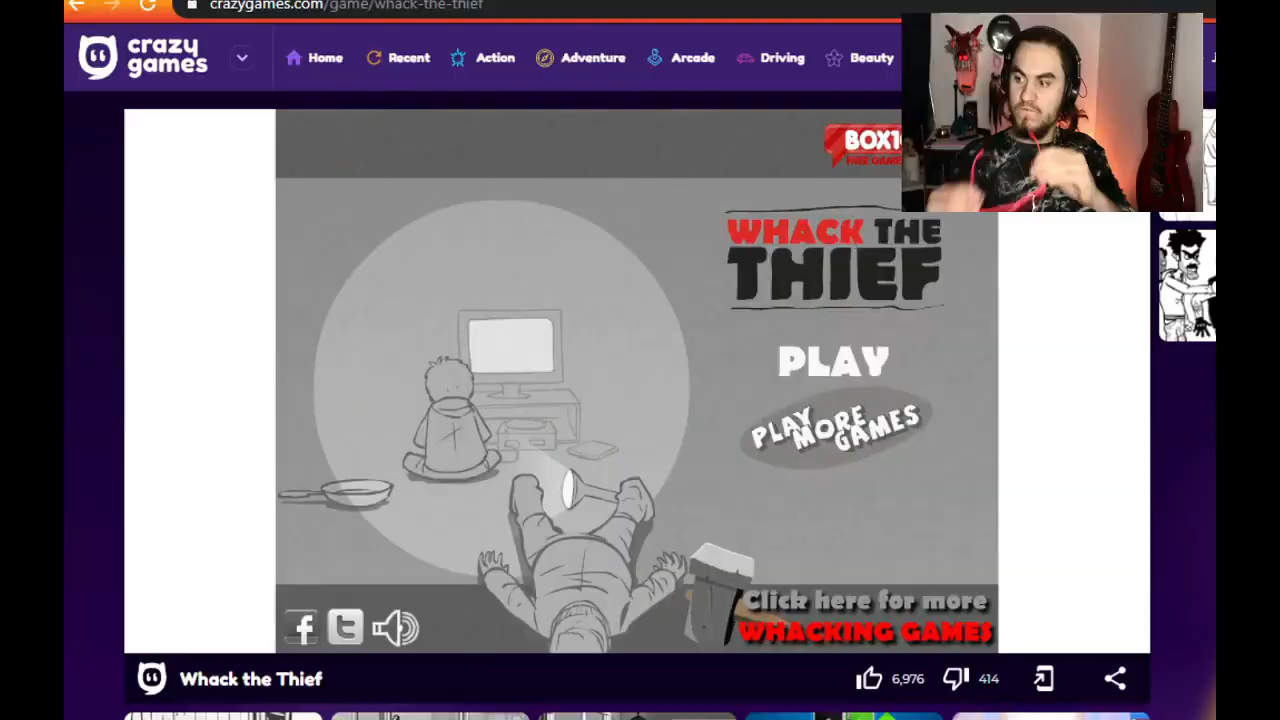 crazygames.com/game/whack-the-thief
crazy
games
Home
Recent
Action
Adventure
Arcade
Driving
Beauty
FREE
WHACK THE
THIEF
PLAY
PLAY
MORE
GAMES
Click here for more
WHACKING GAMES
Whack the Thief
6,976
414